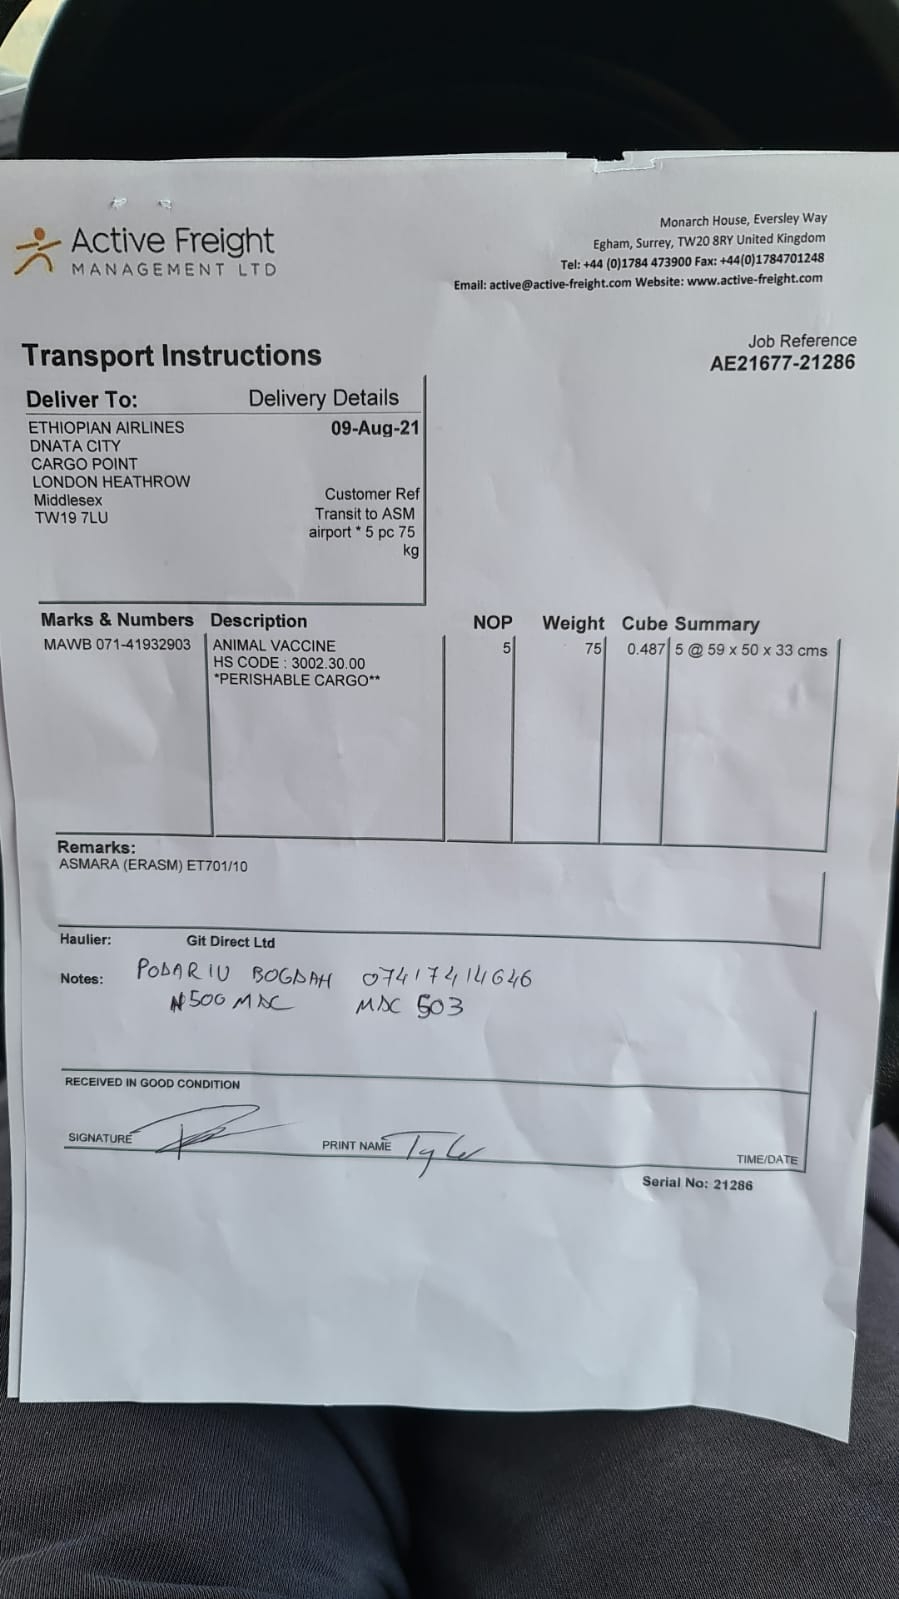 Active Freight
MANAGEMENT LTD
Monarch House, Eversley Way
Egham, Surrey, TW20 8RY United Kingdom
Tel: +44 (0)1784 473900 Fax: +44(0)1784701248
Email: active@active-freight.com Website: www.active-freight.com
Job Reference
AE21677-21286
Transport Instructions
Deliver To: Delivery Details
ETHIOPIAN AIRLINES 09-Aug-21
DNATA CITY
CARGO POINT
LONDON HEATHROW
Middlesex
TW19 7LU
Customer Ref
Transit to ASM
airport * 5 pc 75
kg
Marks & Numbers Description NOP Weight Cube Summary
MAWB 071-41932903 ANIMAL VACCINE 5 75 0.487 5 @ 59 x 50 x 33 cms
HS CODE : 3002.30.00
*PERISHABLE CARGO**
Remarks:
ASMARA (ERASM) ET701/10
Haulier: Git Direct Ltd
Notes: PODARIU BOGDAH 07417414646
N500 MDC MDC 503
RECEIVED IN GOOD CONDITION
SIGNATURE PRINT NAME Tyler TIME/DATE
Serial No: 21286